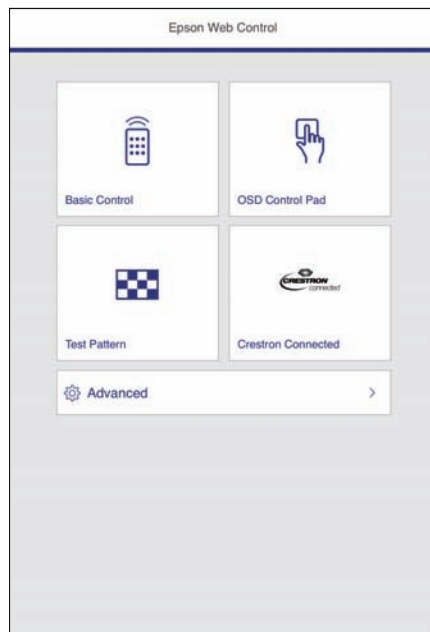 Epson Web Control
Basic Control
OSD Control Pad
Test Pattern
CRESTRON
connected
Crestron Connected
Advanced